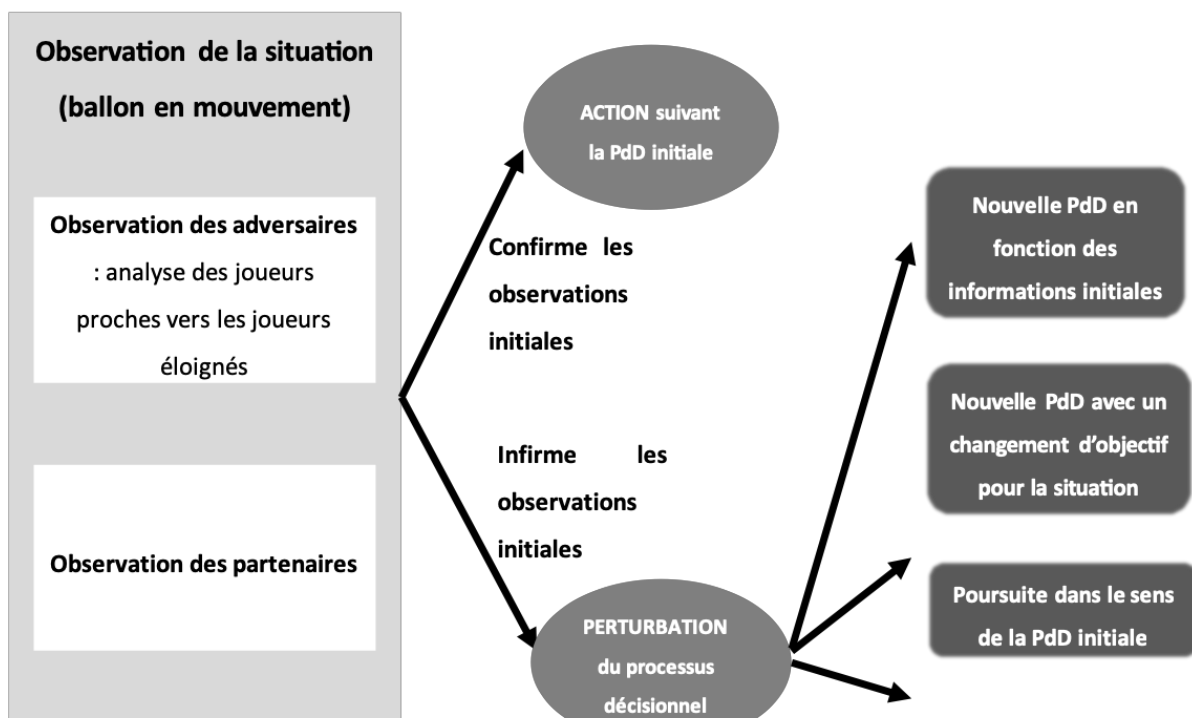 Observation de la situation
(ballon en mouvement)
Observation des adversaires
: analyse des joueurs
proches vers les joueurs
éloignés
Observation des partenaires
ACTION suivant
la PdD initiale
Confirme les
observations
initiales
Infirme les
observations
initiales
PERTURBATION
du processus
décisionnel
Nouvelle PdD en
fonction des
informations initiales
Nouvelle PdD avec un
changement d'objectif
pour la situation
Poursuite dans le sens
de la PdD initiale